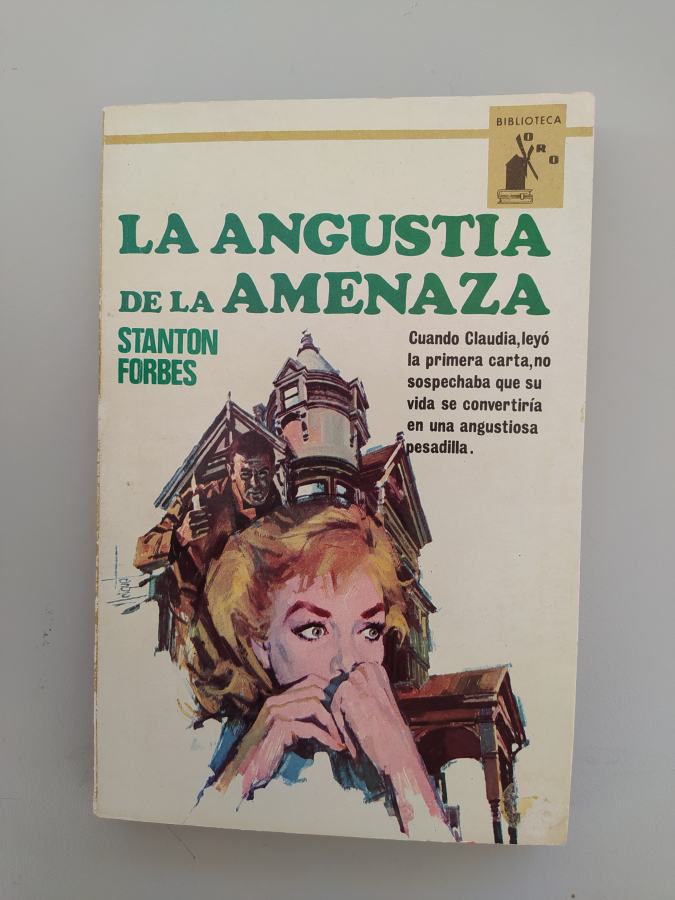 BIBLIOTECA
ORO
LA ANGUSTIA
DE LA AMENAZA
STANTON
FORBES
Cuando Claudia, leyó
la primera carta, no
sospechaba que su
vida se convertiría
en una angustiosa
pesadilla.